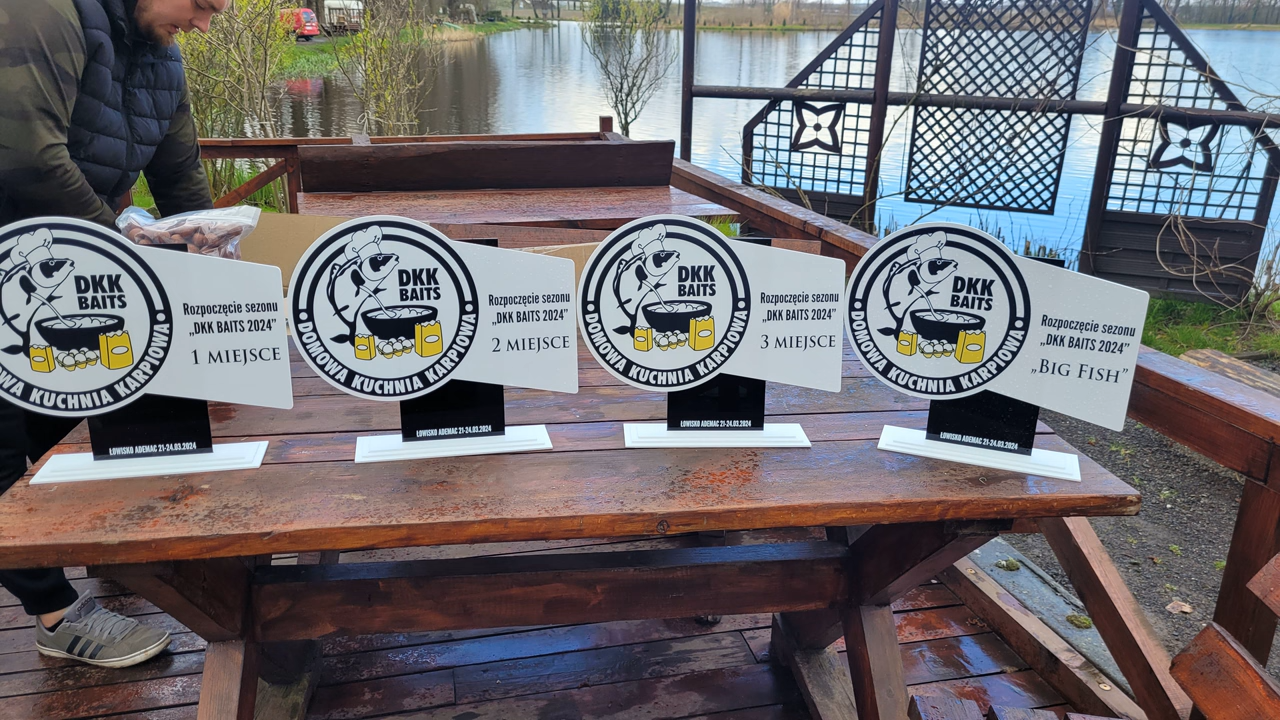 DKK
BAITS
DOMOWA KUCHNIA KARPIOWA
Rozpoczęcie sezonu
„DKK BAITS 2024”
1 MIEJSCE
ŁOWISKO ADEMAC 21-24.03.2024
DKK
BAITS
DOMOWA KUCHNIA KARPIOWA
Rozpoczęcie sezonu
„DKK BAITS 2024”
2 MIEJSCE
ŁOWISKO ADEMAC 21-24.03.2024
DKK
BAITS
DOMOWA KUCHNIA KARPIOWA
Rozpoczęcie sezonu
„DKK BAITS 2024”
3 MIEJSCE
ŁOWISKO ADEMAC 21-24.03.2024
DKK
BAITS
DOMOWA KUCHNIA KARPIOWA
Rozpoczęcie sezonu
„DKK BAITS 2024”
„Big Fish”
ŁOWISKO ADEMAC 21-24.03.2024